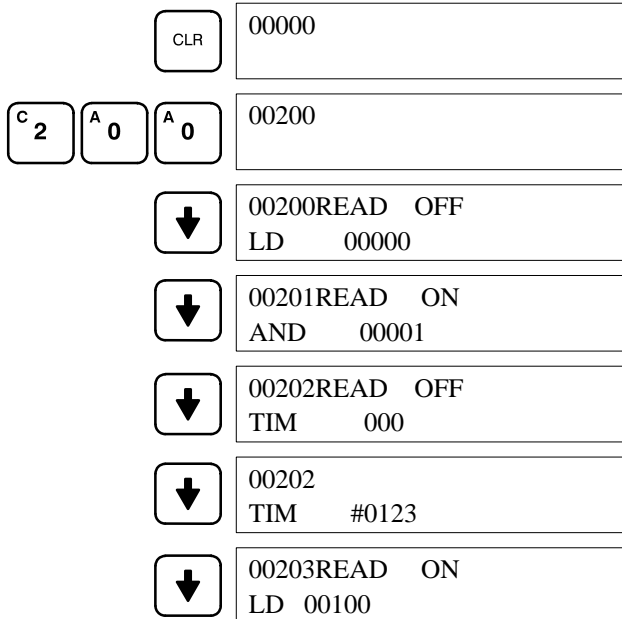 CLR
00000
C 2 A 0 A 0
00200
00200READ OFF
LD 00000
00201READ ON
AND 00001
00202READ OFF
TIM 000
00202
TIM #0123
00203READ ON
LD 00100